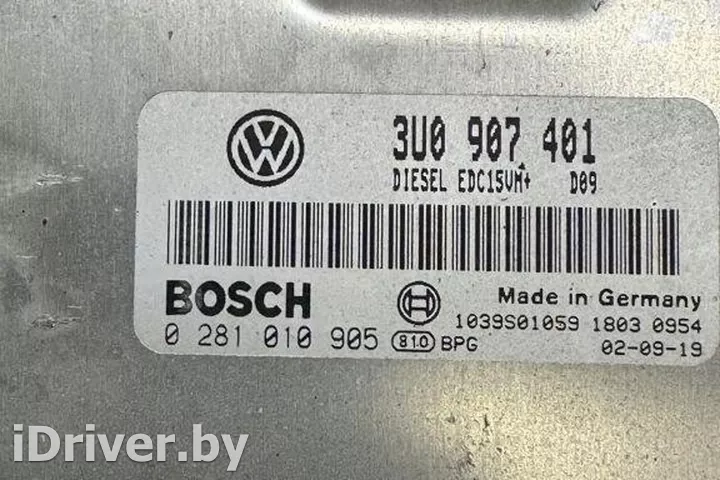 3U0 907 401
DIESEL EDC15VM+ D09
BOSCH
Made in Germany
0 281 010 905 810 BPG
1039S01059 1803 0954
02-09-19
iDriver.by